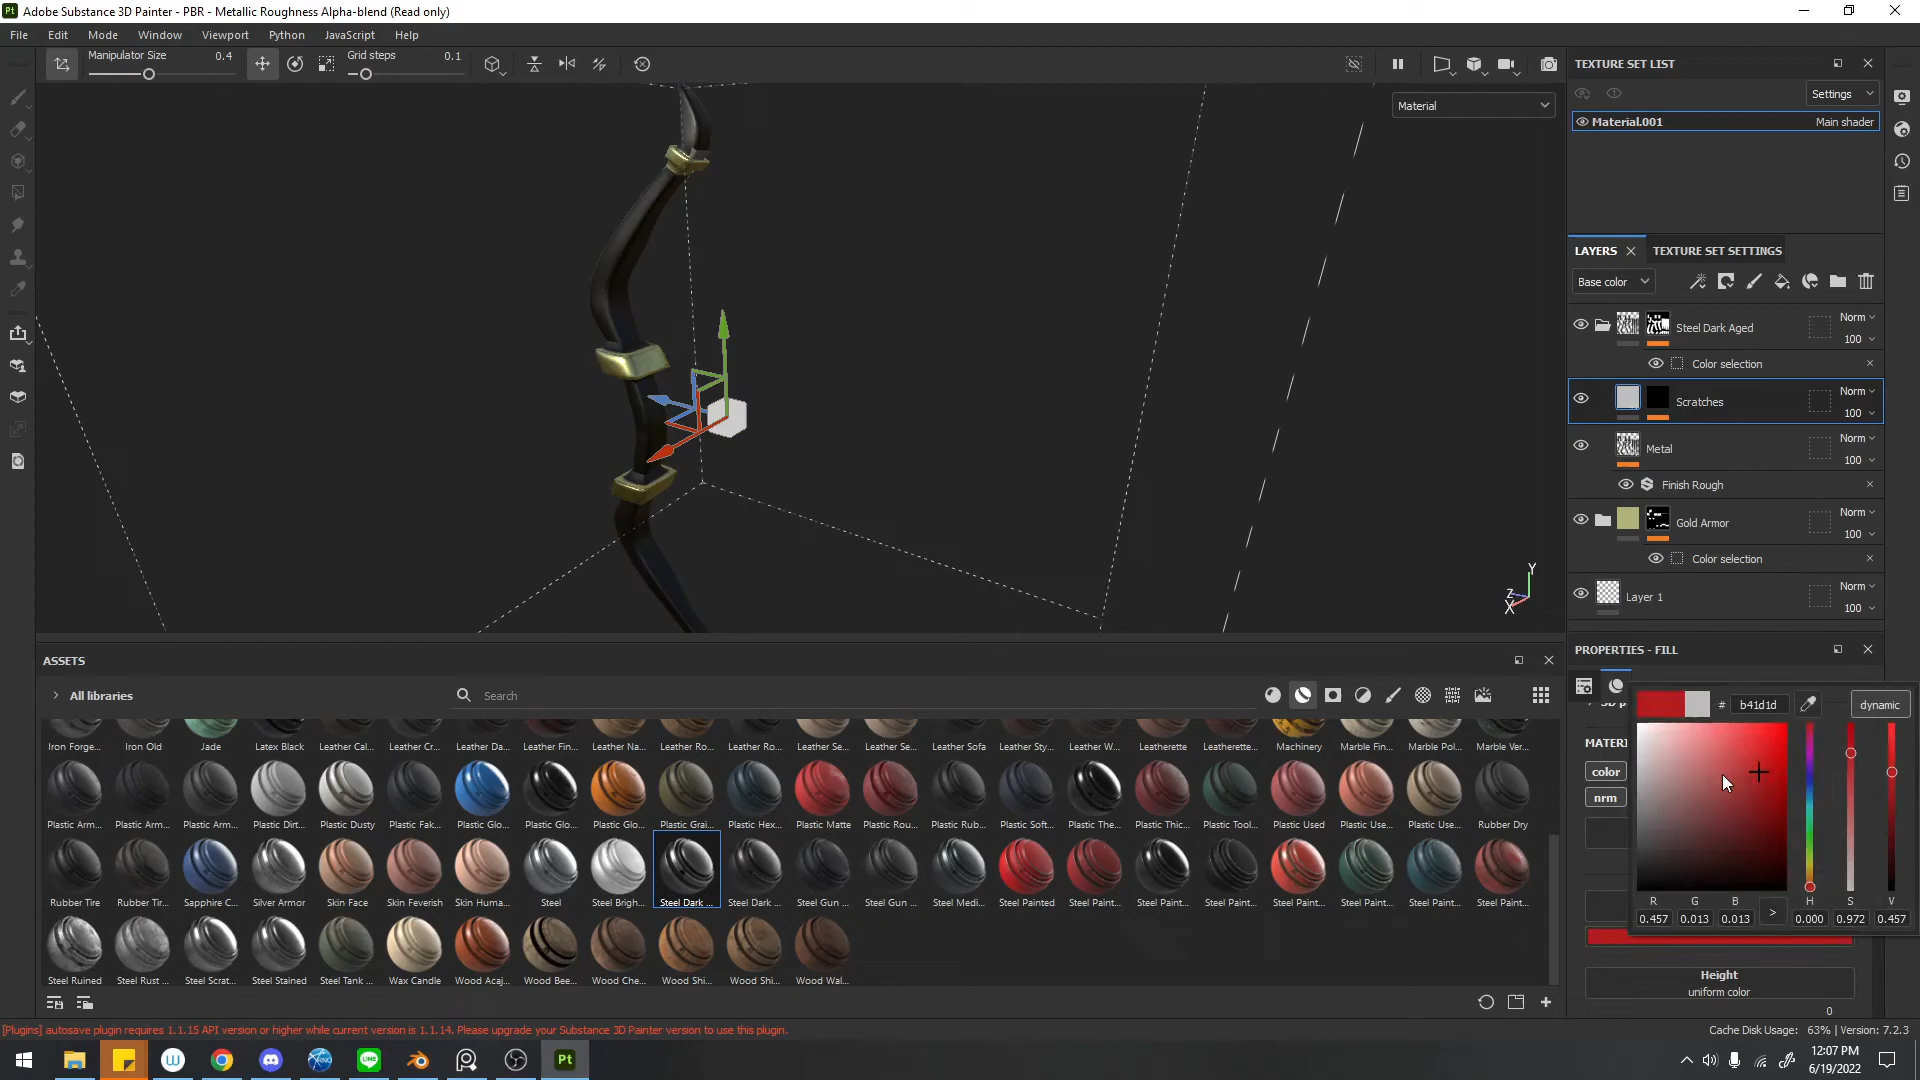 Adobe Substance 3D Painter - PBR - Metallic Roughness Alpha-blend (Read only)
File Edit Mode Window Viewport Python JavaScript Help
Manipulator Size 0.4 Grid steps 0.1
Material
TEXTURE SET LIST
Settings
Material.001 Main shader
LAYERS TEXTURE SET SETTINGS
Base color
Steel Dark Aged Norm 100
Color selection
Scratches Norm 100
Metal Norm 100
Finish Rough
Gold Armor Norm 100
Color selection
Layer 1 Norm 100
Y
Z
X
PROPERTIES - FILL
# b41d1d dynamic
MATERI
color
nrm
R G B H S V
0.457 0.013 0.013 > 0.000 0.972 0.457
Height
uniform color
0
ASSETS
All libraries Search
Iron Forge... Iron Old Jade Latex Black Leather Cal... Leather Cr... Leather Da... Leather Fin... Leather Na... Leather Ro... Leather Ro... Leather Se... Leather Se... Leather Sofa Leather Sty... Leather W... Leatherette Leatherette... Machinery Marble Fin... Marble Pol... Marble Ver...
Plastic Arm... Plastic Arm... Plastic Arm... Plastic Dirt... Plastic Dusty Plastic Fak... Plastic Glo... Plastic Glo... Plastic Glo... Plastic Grai... Plastic Hex... Plastic Matte Plastic Rou... Plastic Rub... Plastic Soft... Plastic The... Plastic Thic... Plastic Tool... Plastic Used Plastic Use... Plastic Use... Rubber Dry
Rubber Tire Rubber Tir... Sapphire C... Silver Armor Skin Face Skin Feverish Skin Huma... Steel Steel Brigh... Steel Dark ... Steel Dark ... Steel Gun ... Steel Gun ... Steel Medi... Steel Painted Steel Paint... Steel Paint... Steel Paint... Steel Paint... Steel Paint... Steel Paint... Steel Paint...
Steel Ruined Steel Rust ... Steel Scrat... Steel Stained Steel Tank ... Wax Candle Wood Acaj... Wood Bee... Wood Che... Wood Shi... Wood Shi... Wood Wal...
[Plugins] autosave plugin requires 1.1.15 API version or higher while current version is 1.1.14. Please upgrade your Substance 3D Painter version to use this plugin.
Cache Disk Usage: 63% | Version: 7.2.3
12:07 PM
6/19/2022